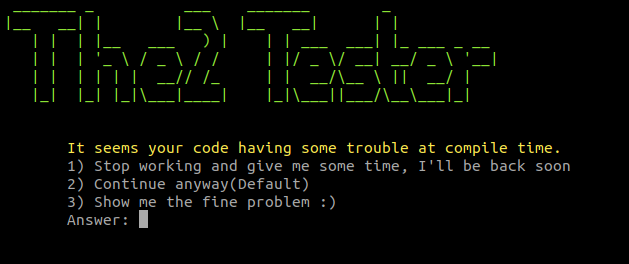 The2 Tester
It seems your code having some trouble at compile time.
1) Stop working and give me some time, I'll be back soon
2) Continue anyway(Default)
3) Show me the fine problem :)
Answer: